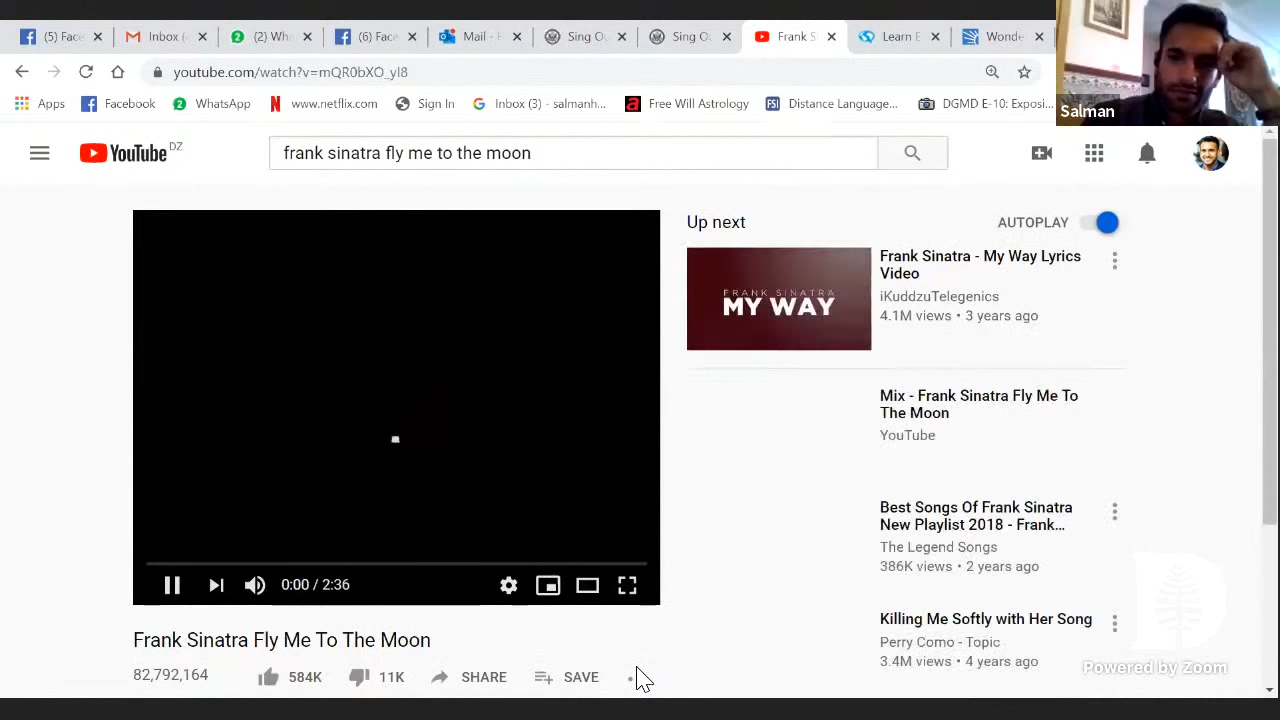 (5) Fac
Inbox (
(2) Wh
(6) Face
Mail -
Sing O
Sing O
Frank S
Learn E
Wonde
youtube.com/watch?v=mQR0bXO_yl8
Apps
Facebook
WhatsApp
www.netflix.com
Sign In
Inbox (3) - salmanh...
Free Will Astrology
FSI
Distance Language...
DGMD E-10: Exposi...
Salman
YouTube DZ
frank sinatra fly me to the moon
Up next
AUTOPLAY
FRANK SINATRA
MY WAY
Frank Sinatra - My Way Lyrics
Video
iKuddzuTelegenics
4.1M views • 3 years ago
Mix - Frank Sinatra Fly Me To
The Moon
YouTube
Best Songs Of Frank Sinatra
New Playlist 2018 - Frank...
The Legend Songs
386K views • 2 years ago
Killing Me Softly with Her Song
Perry Como - Topic
3.4M views • 4 years ago
0:00 / 2:36
Frank Sinatra Fly Me To The Moon
82,792,164
584K
11K
SHARE
SAVE
Powered by Zoom